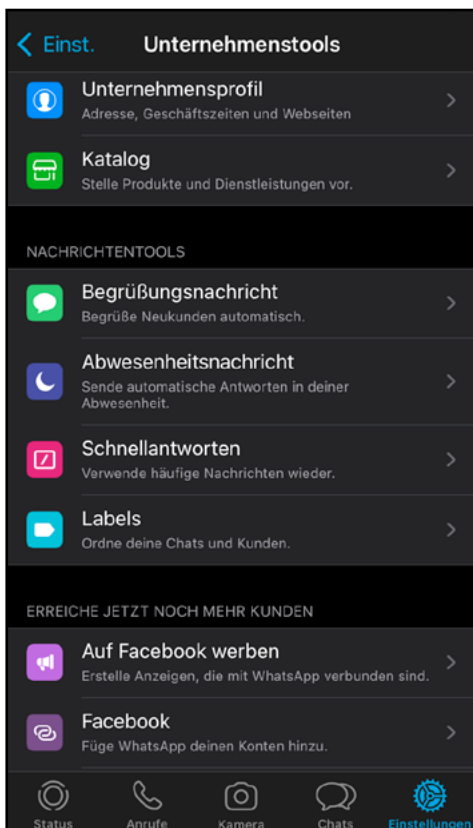 Einst.
Unternehmenstools
Unternehmensprofil
Adresse, Geschäftszeiten und Webseiten
Katalog
Stelle Produkte und Dienstleistungen vor.
NACHRICHTENTOOLS
Begrüßungsnachricht
Begrüße Neukunden automatisch.
Abwesenheitsnachricht
Sende automatische Antworten in deiner
Abwesenheit.
Schnellantworten
Verwende häufige Nachrichten wieder.
Labels
Ordne deine Chats und Kunden.
ERREICHE JETZT NOCH MEHR KUNDEN
Auf Facebook werben
Erstelle Anzeigen, die mit WhatsApp verbunden sind.
Facebook
Füge WhatsApp deinen Konten hinzu.
Status
Anrufe
Kamera
Chats
Einstellungen